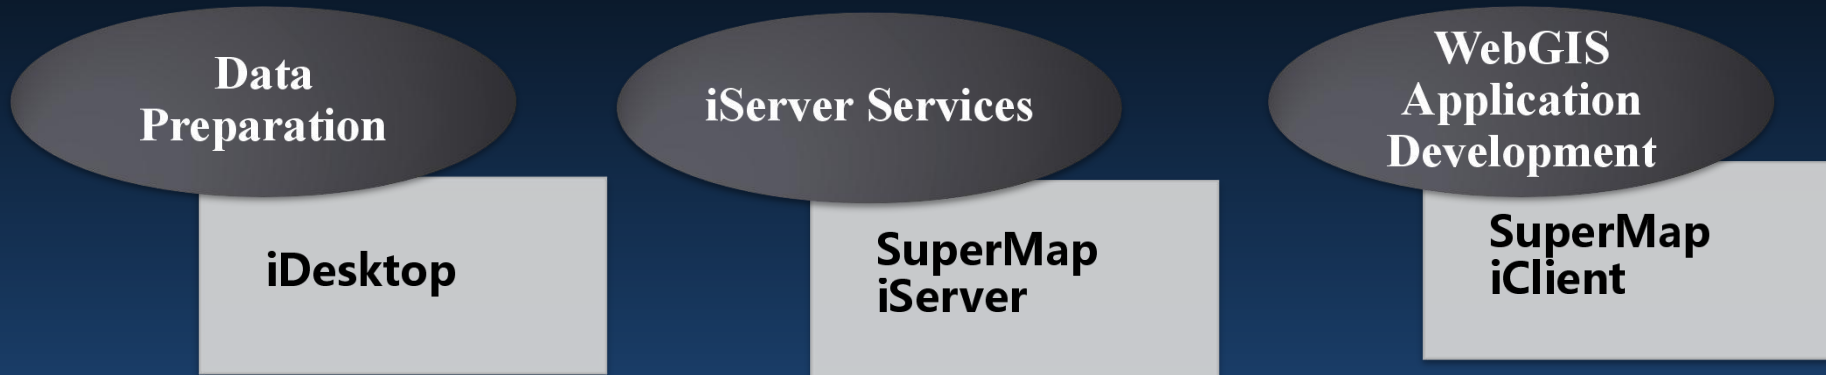 Data
Preparation
iDesktop
iServer Services
SuperMap
iServer
WebGIS
Application
Development
SuperMap
iClient